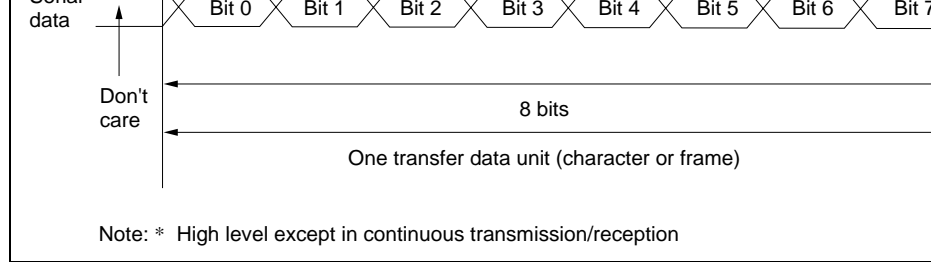 data
Bit 0 Bit 1 Bit 2 Bit 3 Bit 4 Bit 5 Bit 6 Bit 7
Don't
care
8 bits
One transfer data unit (character or frame)
Note: * High level except in continuous transmission/reception